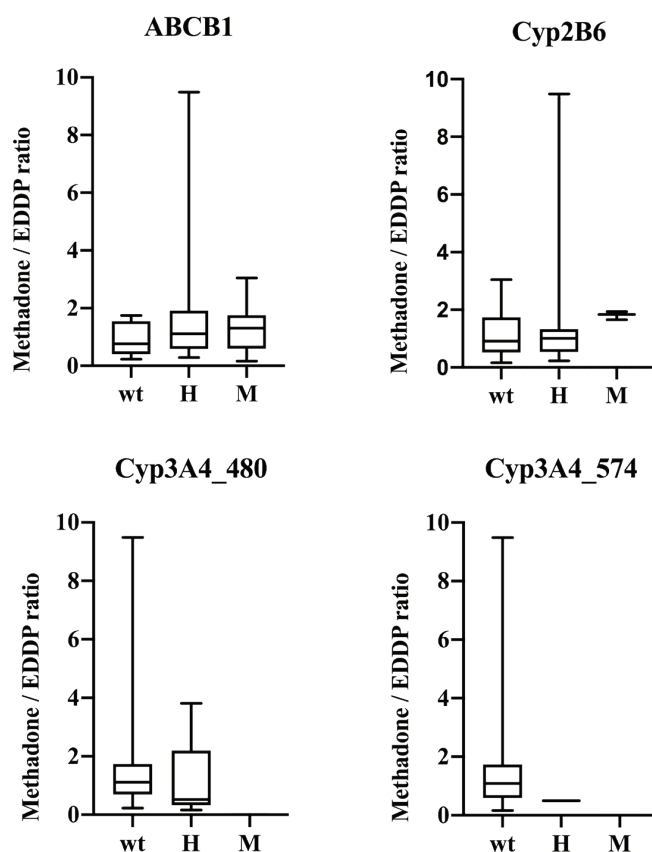 ABCB1
Methadone / EDDP ratio
10
8
6
4
2
0
wt H M
Cyp2B6
Methadone / EDDP ratio
10
8
6
4
2
0
wt H M
Cyp3A4_480
Methadone / EDDP ratio
10
8
6
4
2
0
wt H M
Cyp3A4_574
Methadone / EDDP ratio
10
8
6
4
2
0
wt H M